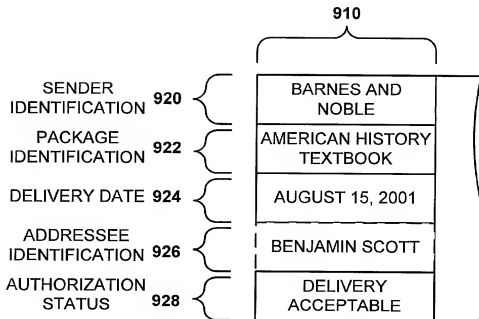 910
SENDER
IDENTIFICATION 920
BARNES AND
NOBLE
PACKAGE
IDENTIFICATION 922
AMERICAN HISTORY
TEXTBOOK
DELIVERY DATE 924
AUGUST 15, 2001
ADDRESSEE
IDENTIFICATION 926
BENJAMIN SCOTT
AUTHORIZATION
STATUS 928
DELIVERY
ACCEPTABLE